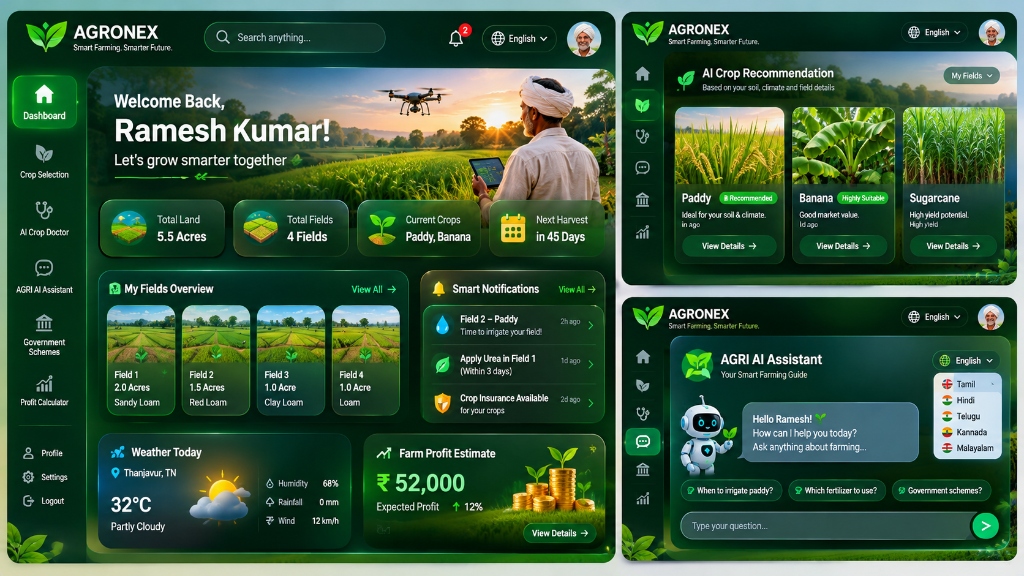 AGRONEX
Smart Farming, Smarter Future.
Search anything...
2
English
Dashboard
Crop Selection
AI Crop Doctor
AGRI AI Assistant
Government
Schemes
Profit Calculator
Profile
Settings
Logout
Welcome Back,
Ramesh Kumar!
Let's grow smarter together
Total Land
5.5 Acres
Total Fields
4 Fields
Current Crops
Paddy, Banana
Next Harvest
in 45 Days
My Fields Overview
View All →
Field 1
2.0 Acres
Sandy Loam
Field 2
1.5 Acres
Red Loam
Field 3
1.0 Acre
Clay Loam
Field 4
1.0 Acre
Loam
Smart Notifications
View All →
Field 2 – Paddy
2h ago
Time to irrigate your field!
Apply Urea in Field 1
1d ago
(Within 3 days)
Crop Insurance Available
2d ago
for your crops
Weather Today
Thanjavur, TN
32°C
Partly Cloudy
Humidity 68%
Rainfall 0 mm
Wind 12 km/h
Farm Profit Estimate
₹ 52,000
Expected Profit ↑ 12%
View Details →
AGRONEX
Smart Farming, Smarter Future.
English
AI Crop Recommendation
Based on your soil, climate and field details
My Fields
Paddy
Recommended
Ideal for your soil & climate.
in ago
View Details →
Banana
Highly Suitable
Good market value.
1d ago
View Details →
Sugarcane
High yield potential.
High yield
View Details →
AGRONEX
Smart Farming, Smarter Future.
English
AGRI AI Assistant
Your Smart Farming Guide
English
Tamil
Hindi
Telugu
Kannada
Malayalam
Hello Ramesh!
How can I help you today?
Ask anything about farming...
When to irrigate paddy?
Which fertilizer to use?
Government schemes?
Type your question...